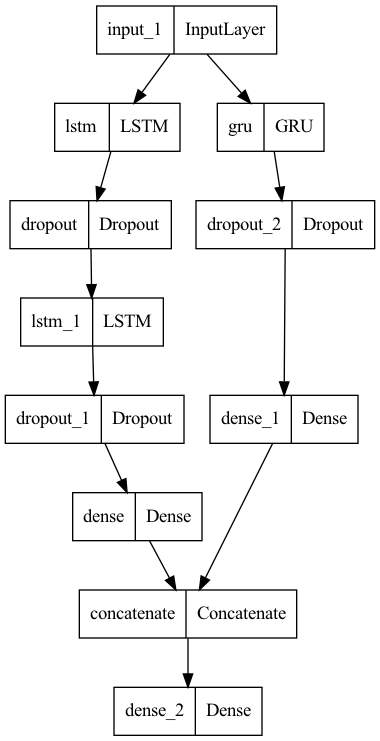 input_1 InputLayer
lstm LSTM
gru GRU
dropout Dropout
dropout_2 Dropout
lstm_1 LSTM
dropout_1 Dropout
dense_1 Dense
dense Dense
concatenate Concatenate
dense_2 Dense